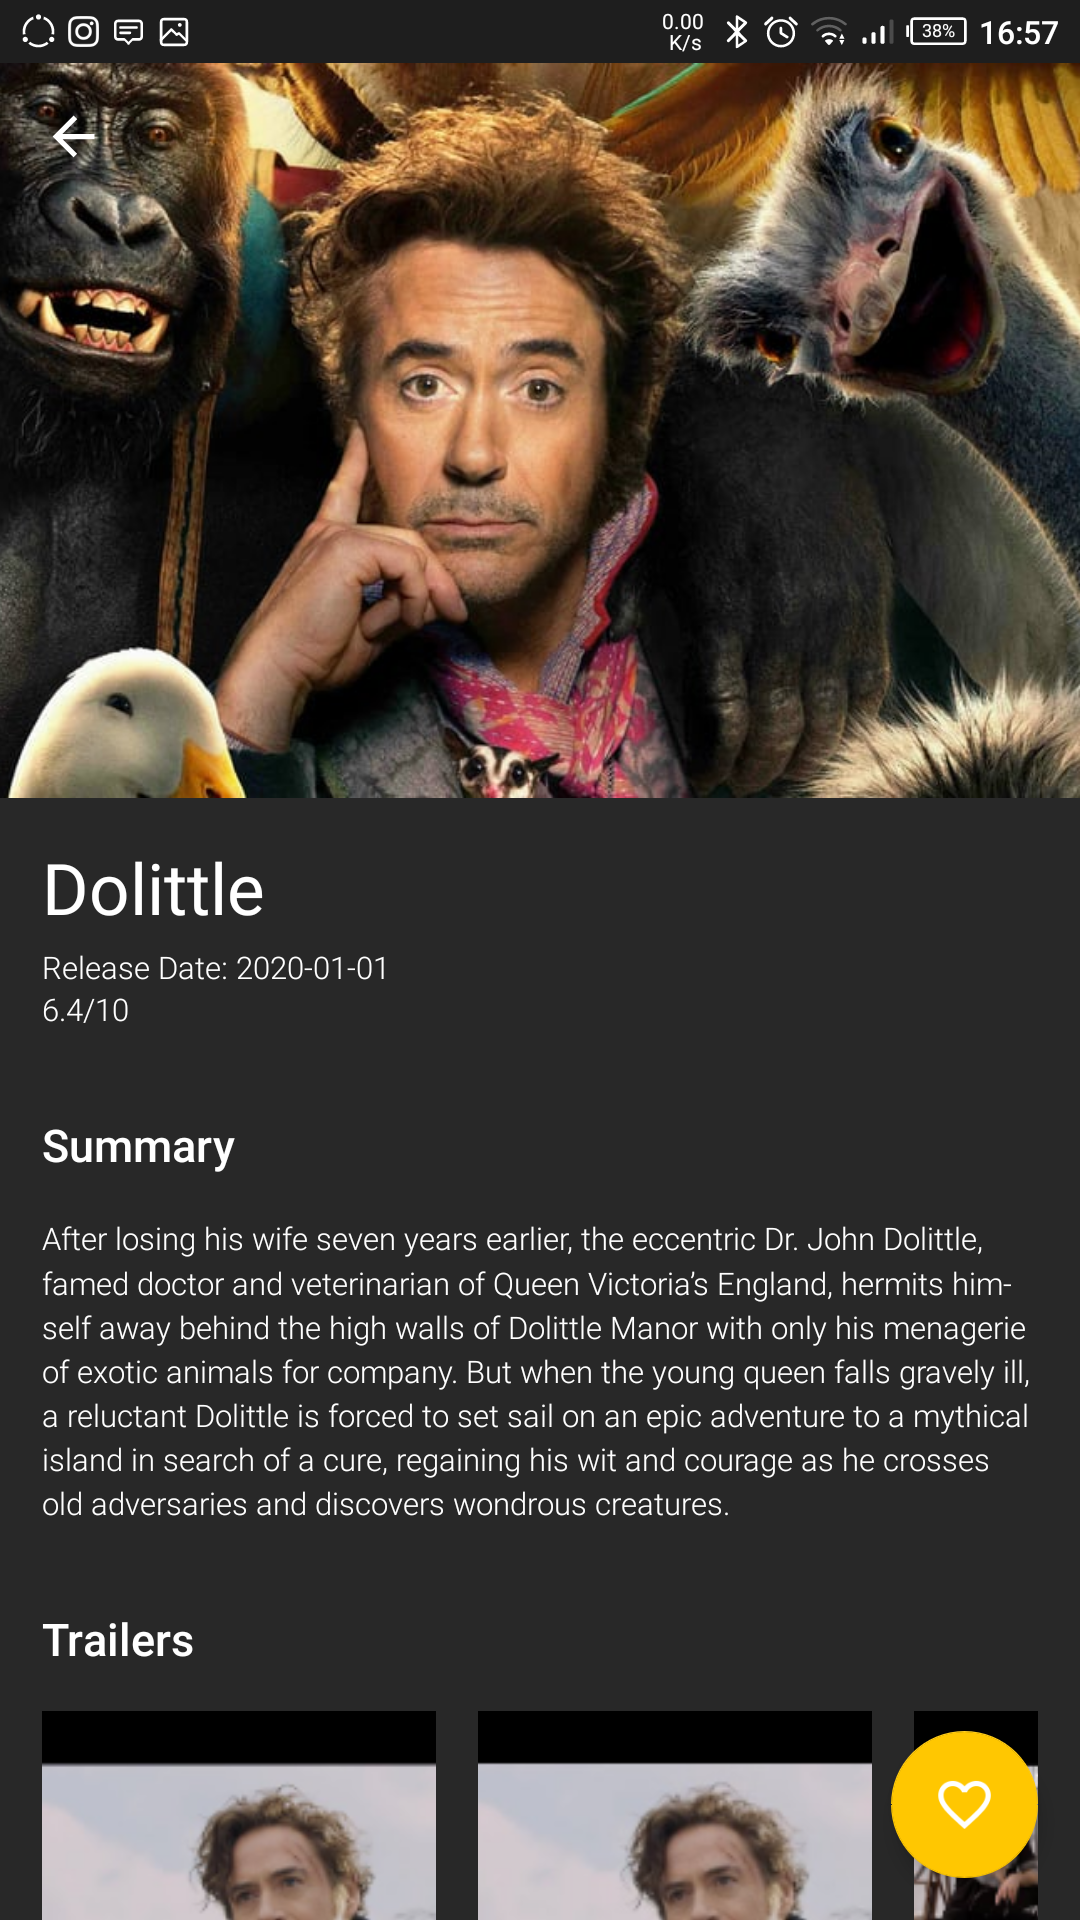 0.00
K/s
38%
16:57
Dolittle
Release Date: 2020-01-01
6.4/10
Summary
After losing his wife seven years earlier, the eccentric Dr. John Dolittle,
famed doctor and veterinarian of Queen Victoria’s England, hermits him-
self away behind the high walls of Dolittle Manor with only his menagerie
of exotic animals for company. But when the young queen falls gravely ill,
a reluctant Dolittle is forced to set sail on an epic adventure to a mythical
island in search of a cure, regaining his wit and courage as he crosses
old adversaries and discovers wondrous creatures.
Trailers